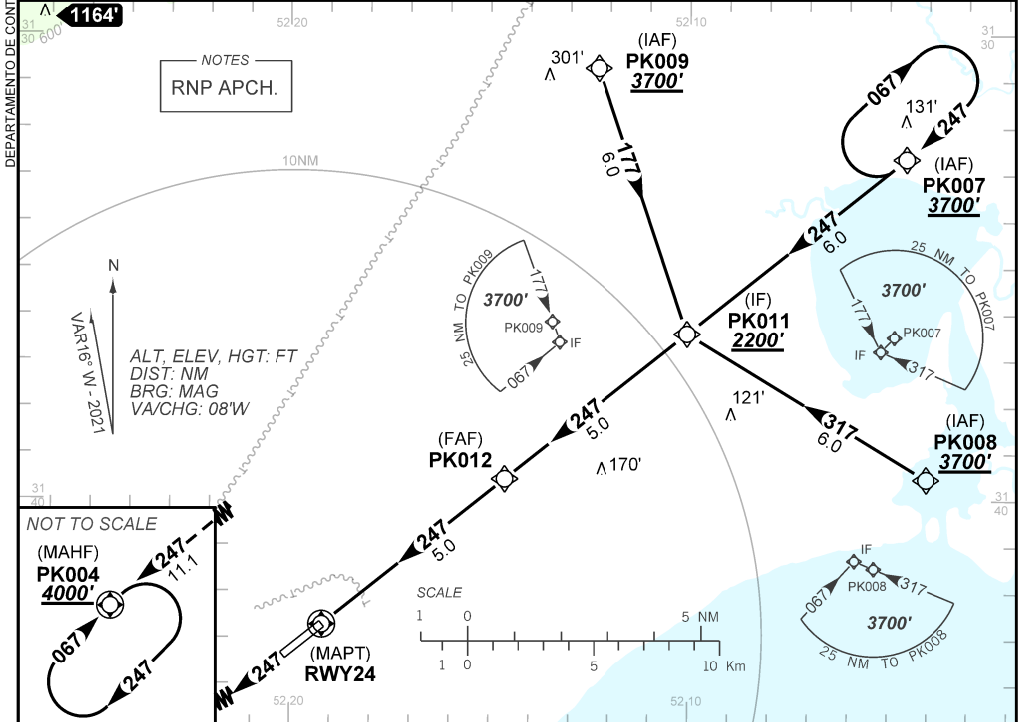 DEPARTAMENTO DE CONT
1164'
31
30
600'
52 20
52 10
31
30
NOTES
RNP APCH.
10NM
301'
(IAF)
PK009
3700'
177
6.0
067
131'
247
(IAF)
PK007
3700'
247
6.0
25 NM TO PK009
177
3700'
PK009
IF
067
25 NM TO PK007
3700'
177
PK007
IF
317
(IF)
PK011
2200'
N
VAR16° W - 2021
ALT, ELEV, HGT: FT
DIST: NM
BRG: MAG
VA/CHG: 08'W
247
5.0
121'
317
6.0
(IAF)
PK008
3700'
(FAF)
PK012
170'
31
40
31
40
NOT TO SCALE
(MAHF)
PK004
4000'
247
11.1
067
247
247
5.0
SCALE
1 0 5 NM
1 0 5 10 Km
IF
PK008
067
317
3700'
25 NM TO PK008
(MAPT)
RWY24
247
52 20
52 10